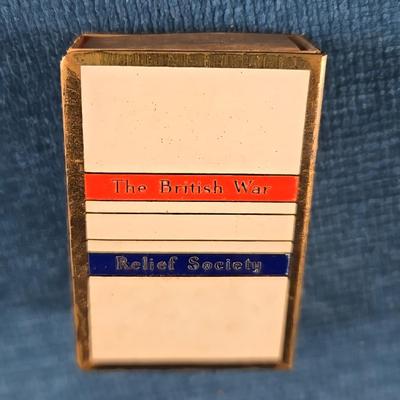 The British War
Relief Society